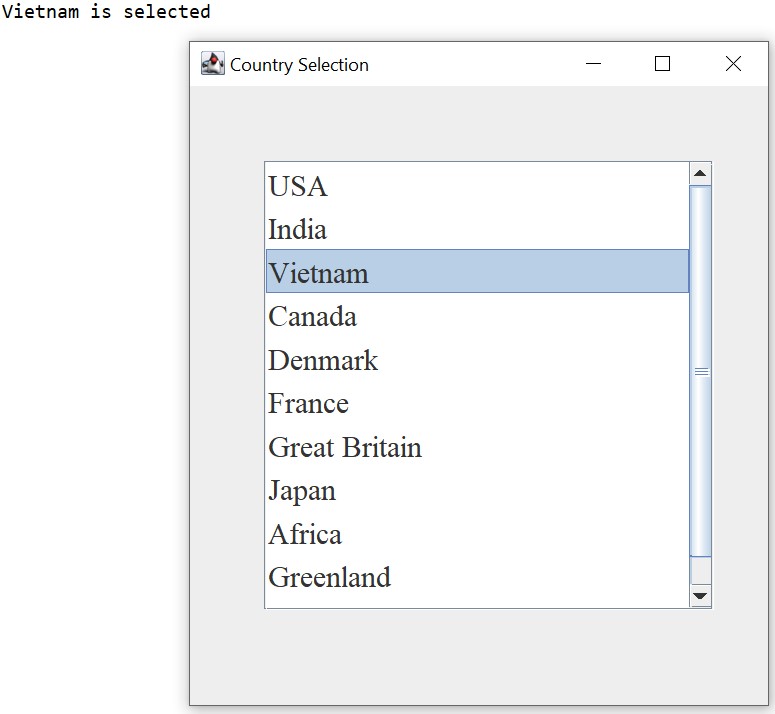 Vietnam is selected
Country Selection
USA
India
Vietnam
Canada
Denmark
France
Great Britain
Japan
Africa
Greenland